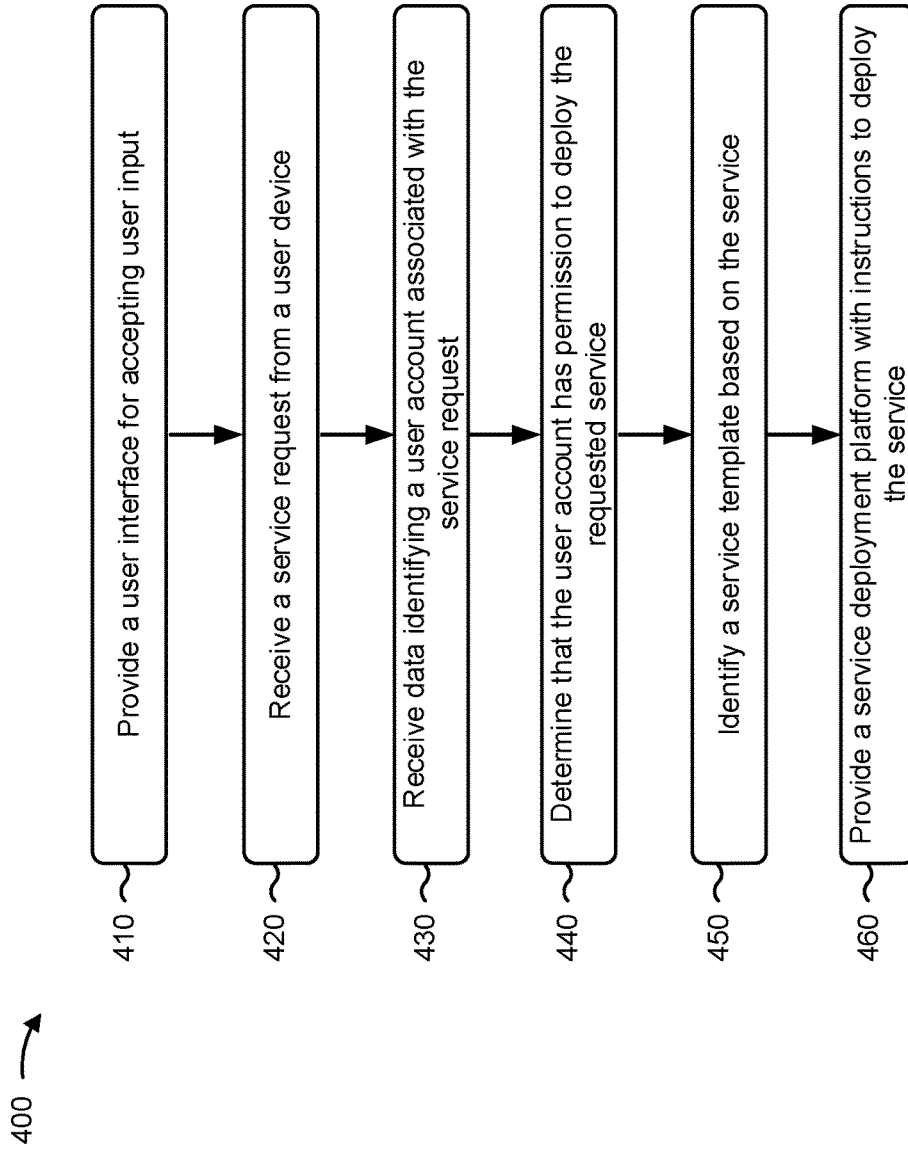 400
410
Provide a user interface for accepting user input
420
Receive a service request from a user device
430
Receive data identifying a user account associated with the
service request
440
Determine that the user account has permission to deploy the
requested service
450
Identify a service template based on the service
460
Provide a service deployment platform with instructions to deploy
the service